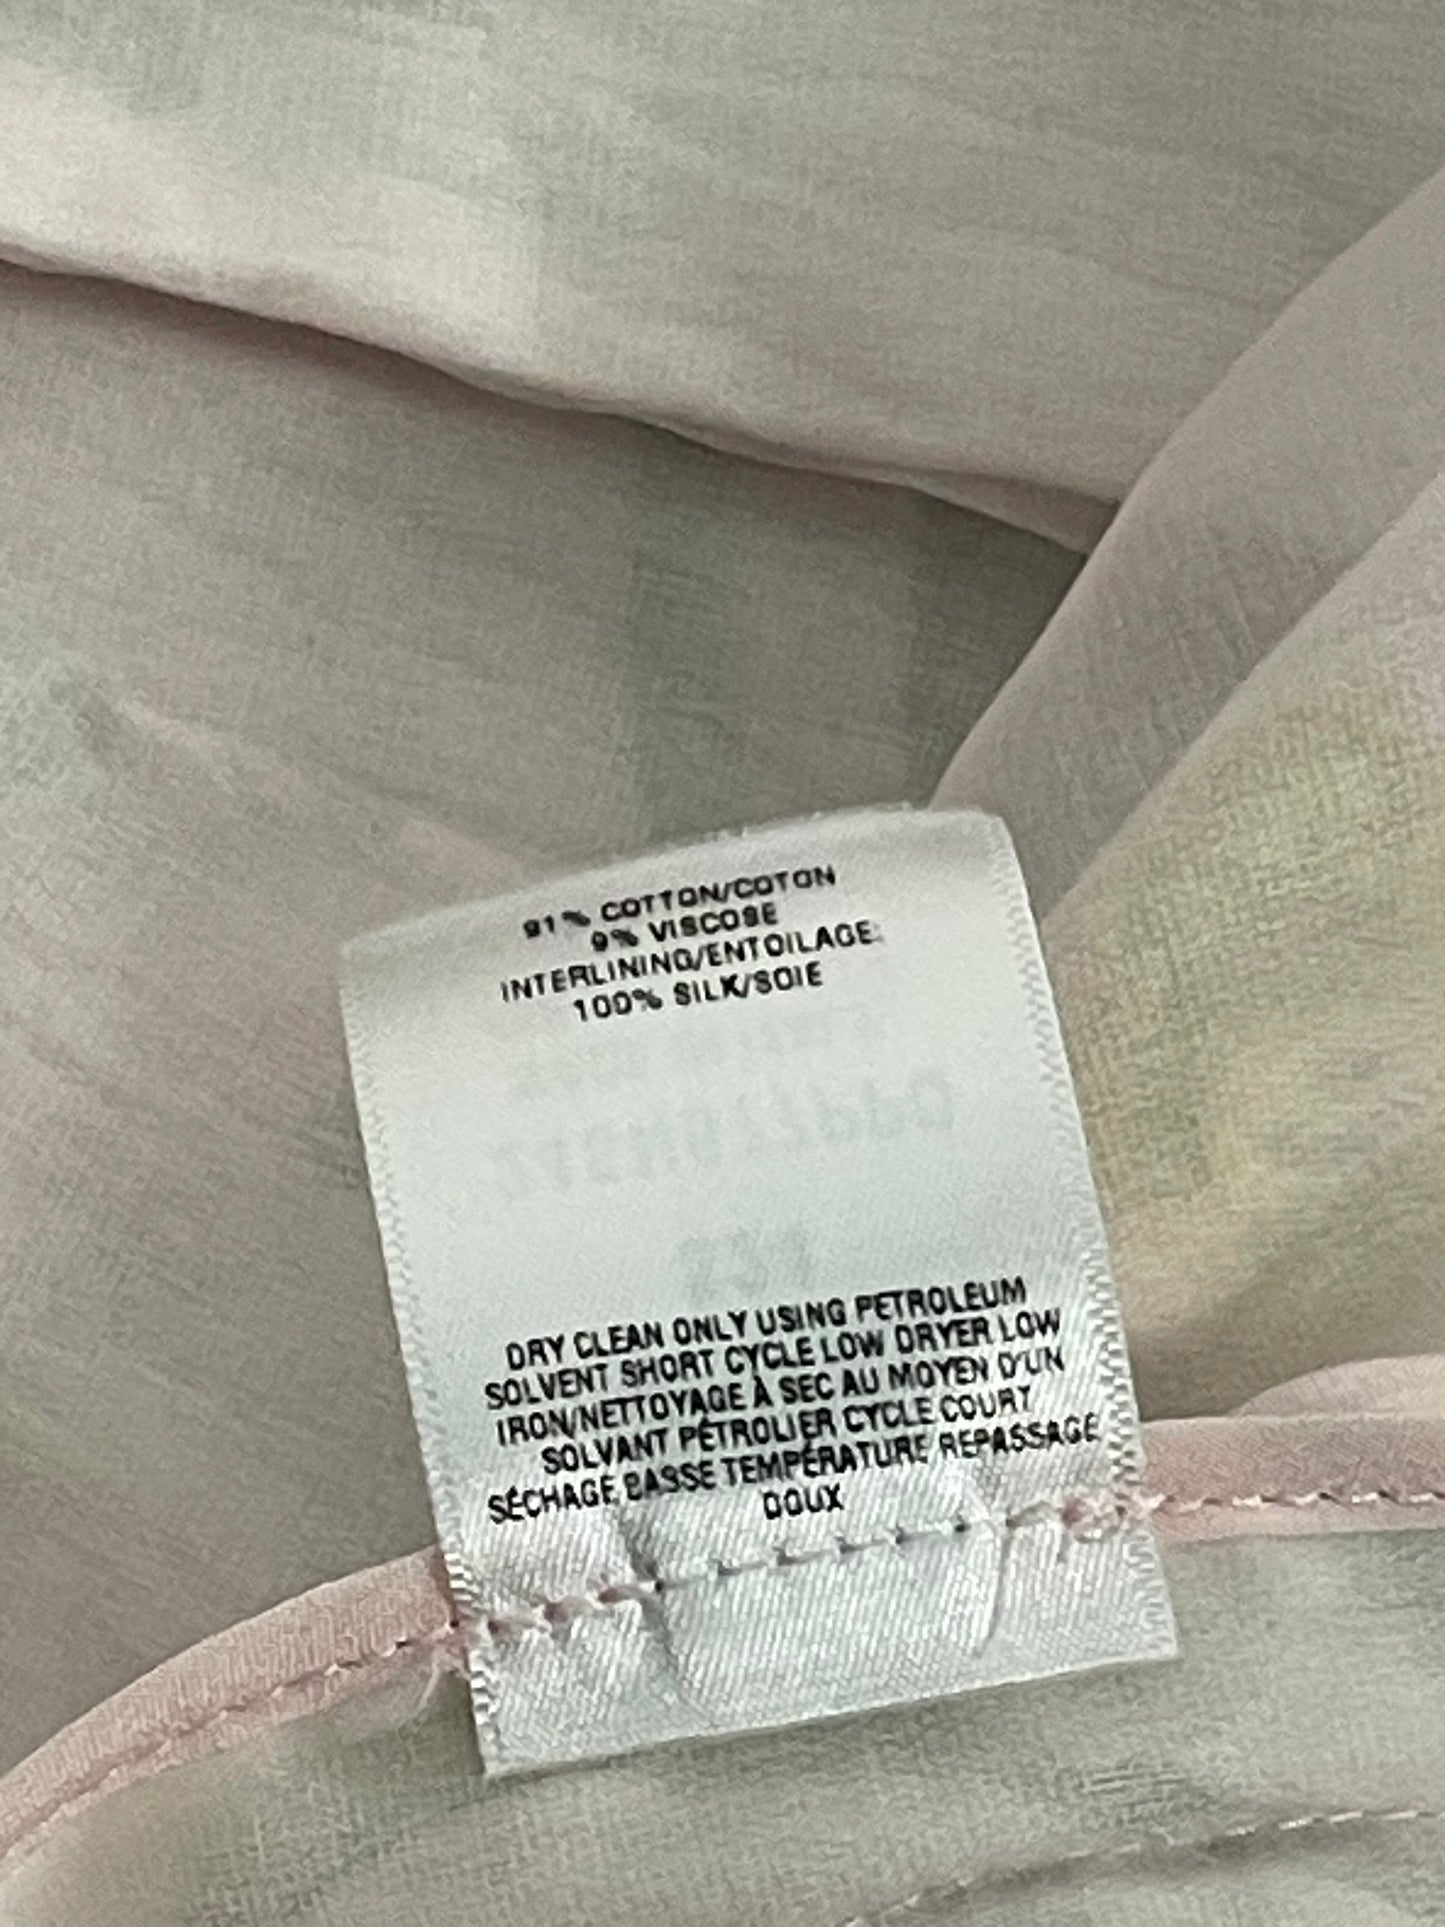 91% COTTON/COTON
9% VISCOSE
INTERLINING/ENTOILAGE:
100% SILK/SOIE
DRY CLEAN ONLY USING PETROLEUM
SOLVENT SHORT CYCLE LOW DRYER LOW
IRON/NETTOYAGE À SEC AU MOYEN D'UN
SOLVANT PÉTROLIER CYCLE COURT
SÉCHAGE BASSE TEMPÉRATURE REPASSAGE
DOUX